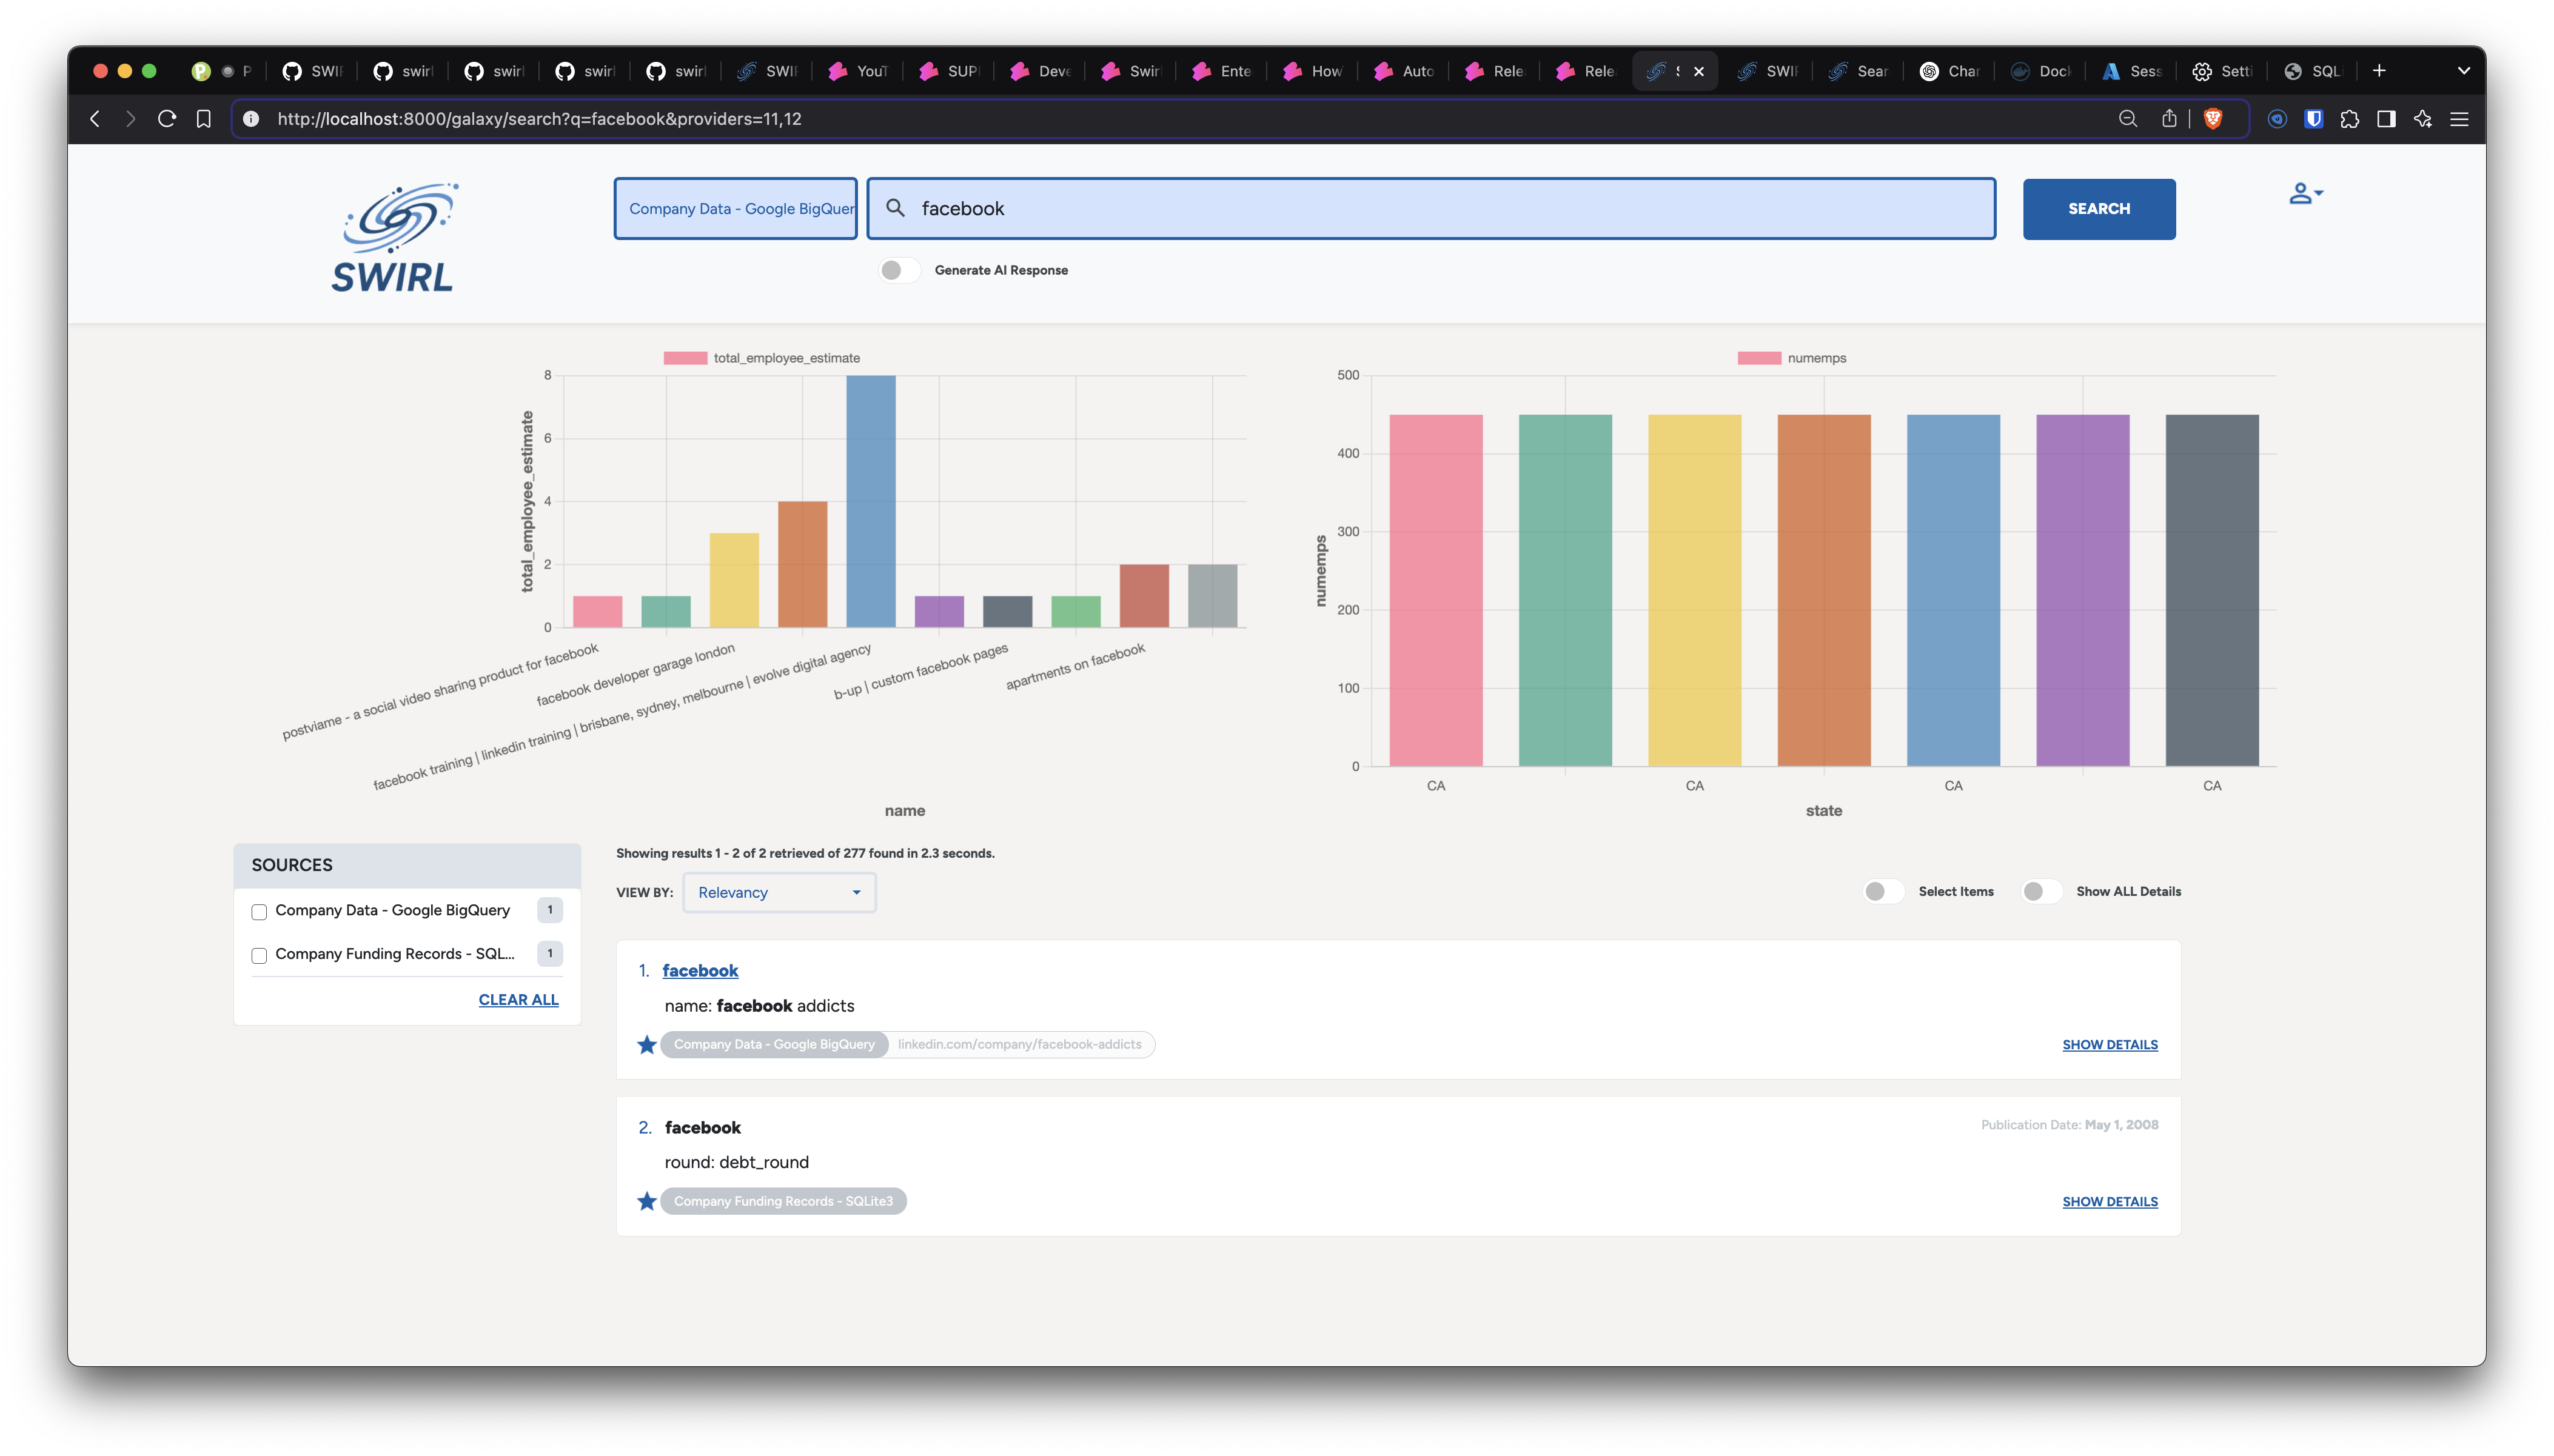 P SWIF swirl swirl swirl swirl SWIF YouT SUP Deve Swirl Ente How Auto Rele Rele SWIF Sear Char Dock Sess Setti SQLi
http://localhost:8000/galaxy/search?q=facebook&providers=11,12
SWIRL
Company Data - Google BigQuer
facebook
SEARCH
Generate AI Response
total_employee_estimate
total_employee_estimate
8
6
4
2
0
postviame - a social video sharing product for facebook
facebook developer garage london
facebook training | linkedin training | brisbane, sydney, melbourne | evolve digital agency
b-up | custom facebook pages
apartments on facebook
name
numemps
numemps
500
400
300
200
100
0
CA CA CA CA
state
SOURCES
Company Data - Google BigQuery 1
Company Funding Records - SQL... 1
CLEAR ALL
Showing results 1 - 2 of 2 retrieved of 277 found in 2.3 seconds.
VIEW BY: Relevancy
Select Items Show ALL Details
1. facebook
name: facebook addicts
Company Data - Google BigQuery linkedin.com/company/facebook-addicts
SHOW DETAILS
2. facebook
Publication Date: May 1, 2008
round: debt_round
Company Funding Records - SQLite3
SHOW DETAILS